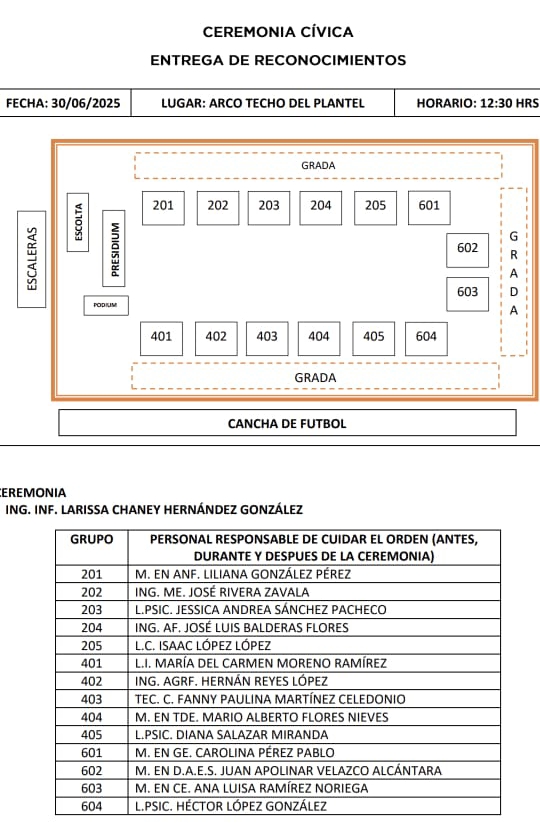 CEREMONIA CÍVICA
ENTREGA DE RECONOCIMIENTOS
FECHA: 30/06/2025 LUGAR: ARCO TECHO DEL PLANTEL HORARIO: 12:30 HRS
GRADA
201 202 203 204 205 601
ESCALERAS
ESCOLTA
PRESIDIUM
PODIUM
602
603
GRADA
401 402 403 404 405 604
GRADA
CANCHA DE FUTBOL
CEREMONIA
ING. INF. LARISSA CHANEY HERNÁNDEZ GONZÁLEZ
GRUPO PERSONAL RESPONSABLE DE CUIDAR EL ORDEN (ANTES,
DURANTE Y DESPUES DE LA CEREMONIA)
201 M. EN ANF. LILIANA GONZÁLEZ PÉREZ
202 ING. ME. JOSÉ RIVERA ZAVALA
203 L.PSIC. JESSICA ANDREA SÁNCHEZ PACHECO
204 ING. AF. JOSÉ LUIS BALDERAS FLORES
205 L.C. ISAAC LÓPEZ LÓPEZ
401 L.I. MARÍA DEL CARMEN MORENO RAMÍREZ
402 ING. AGRF. HERNÁN REYES LÓPEZ
403 TEC. C. FANNY PAULINA MARTÍNEZ CELEDONIO
404 M. EN TDE. MARIO ALBERTO FLORES NIEVES
405 L.PSIC. DIANA SALAZAR MIRANDA
601 M. EN GE. CAROLINA PÉREZ PABLO
602 M. EN D.A.E.S. JUAN APOLINAR VELAZCO ALCÁNTARA
603 M. EN CE. ANA LUISA RAMÍREZ NORIEGA
604 L.PSIC. HÉCTOR LÓPEZ GONZÁLEZ